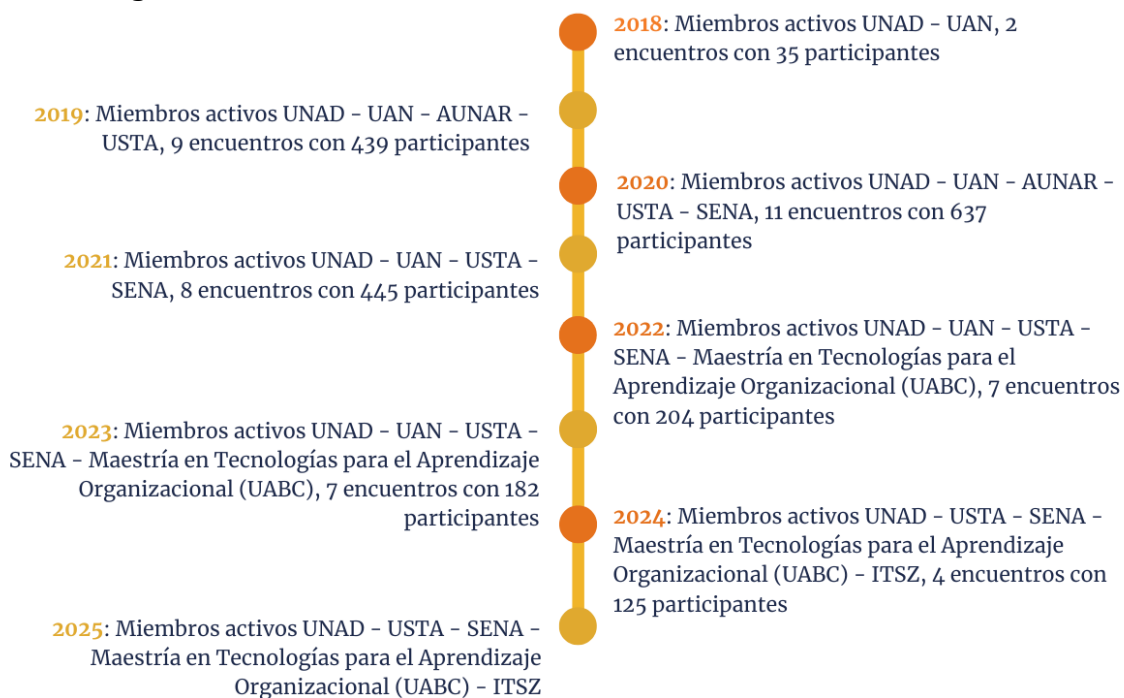 2018: Miembros activos UNAD - UAN, 2
encuentros con 35 participantes
2019: Miembros activos UNAD - UAN - AUNAR -
USTA, 9 encuentros con 439 participantes
2020: Miembros activos UNAD - UAN - AUNAR -
USTA - SENA, 11 encuentros con 637
participantes
2021: Miembros activos UNAD - UAN - USTA -
SENA, 8 encuentros con 445 participantes
2022: Miembros activos UNAD - UAN - USTA -
SENA - Maestría en Tecnologías para el
Aprendizaje Organizacional (UABC), 7 encuentros
con 204 participantes
2023: Miembros activos UNAD - UAN - USTA -
SENA - Maestría en Tecnologías para el Aprendizaje
Organizacional (UABC), 7 encuentros con 182
participantes
2024: Miembros activos UNAD - USTA - SENA -
Maestría en Tecnologías para el Aprendizaje
Organizacional (UABC) - ITSZ, 4 encuentros con
125 participantes
2025: Miembros activos UNAD - USTA - SENA -
Maestría en Tecnologías para el Aprendizaje
Organizacional (UABC) - ITSZ